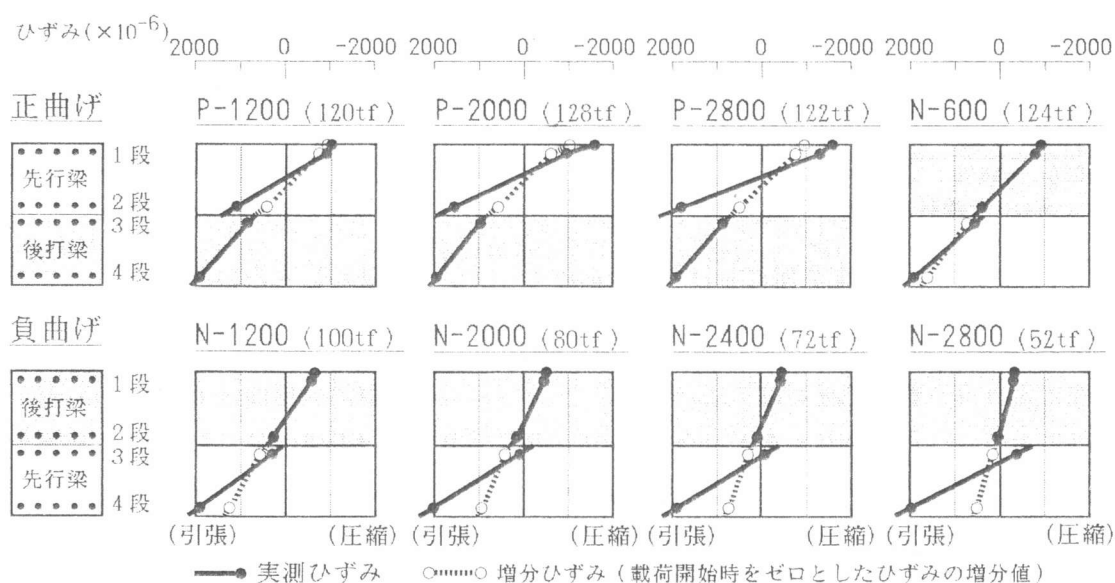 ひずみ(×10⁻⁶) 2000 0 -2000 2000 0 -2000 2000 0 -2000 2000 0 -2000
正曲げ P-1200 (120tf) P-2000 (128tf) P-2800 (122tf) N-600 (124tf)
1段
先行梁
2段
3段
後打梁
4段
負曲げ N-1200 (100tf) N-2000 (80tf) N-2400 (72tf) N-2800 (52tf)
1段
後打梁
2段
3段
先行梁
4段
(引張) (圧縮) (引張) (圧縮) (引張) (圧縮) (引張) (圧縮)
実測ひずみ 増分ひずみ(載荷開始時をゼロとしたひずみの増分値)